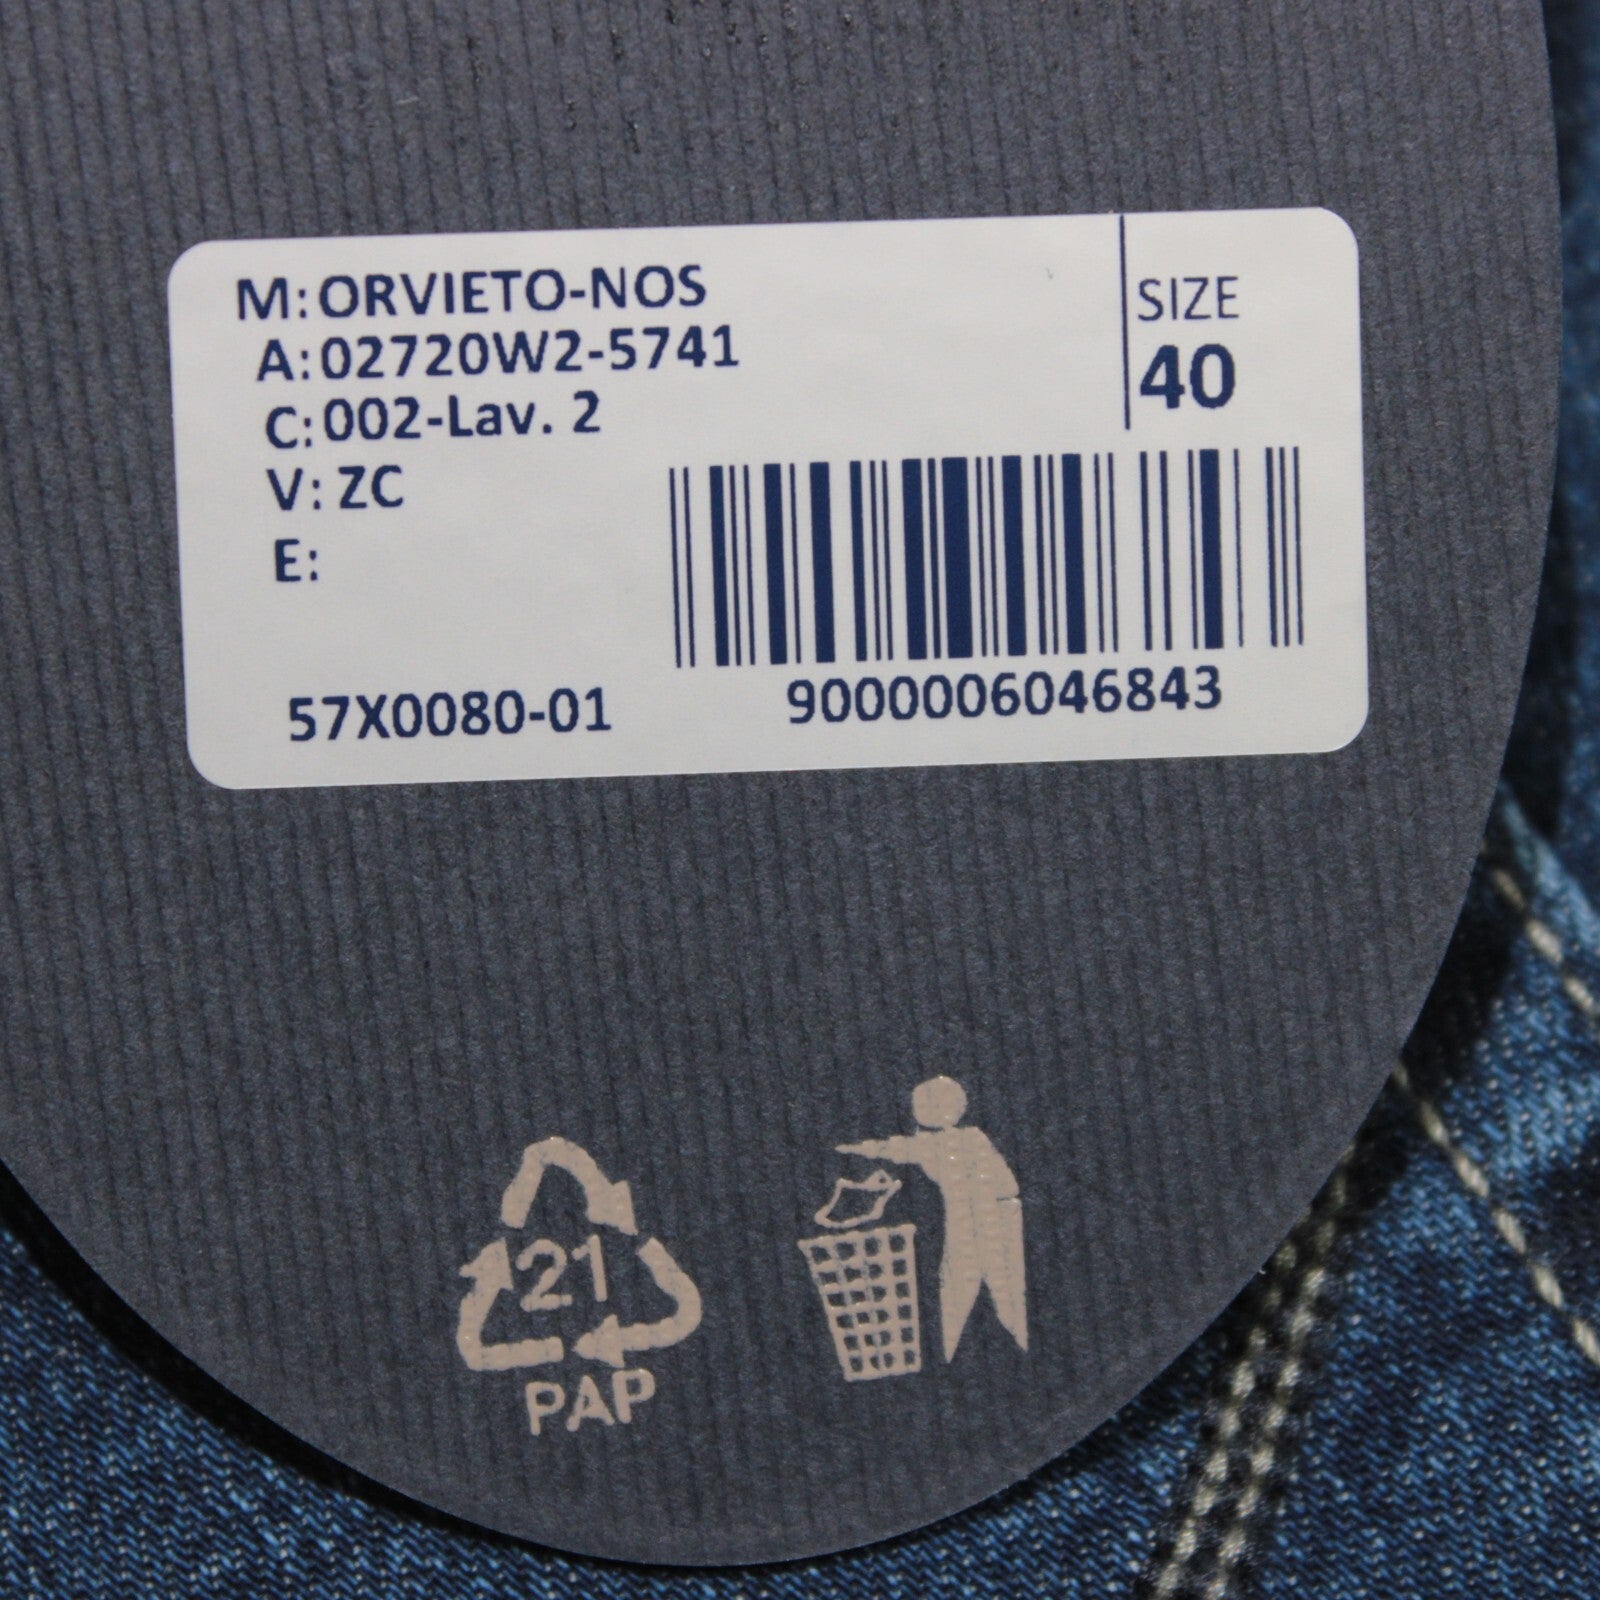 M: ORVIETO-NOS
A: 02720W2-5741
C: 002-Lav. 2
V: ZC
E:
SIZE
40
57X0080-01
9000006046843
21
PAP